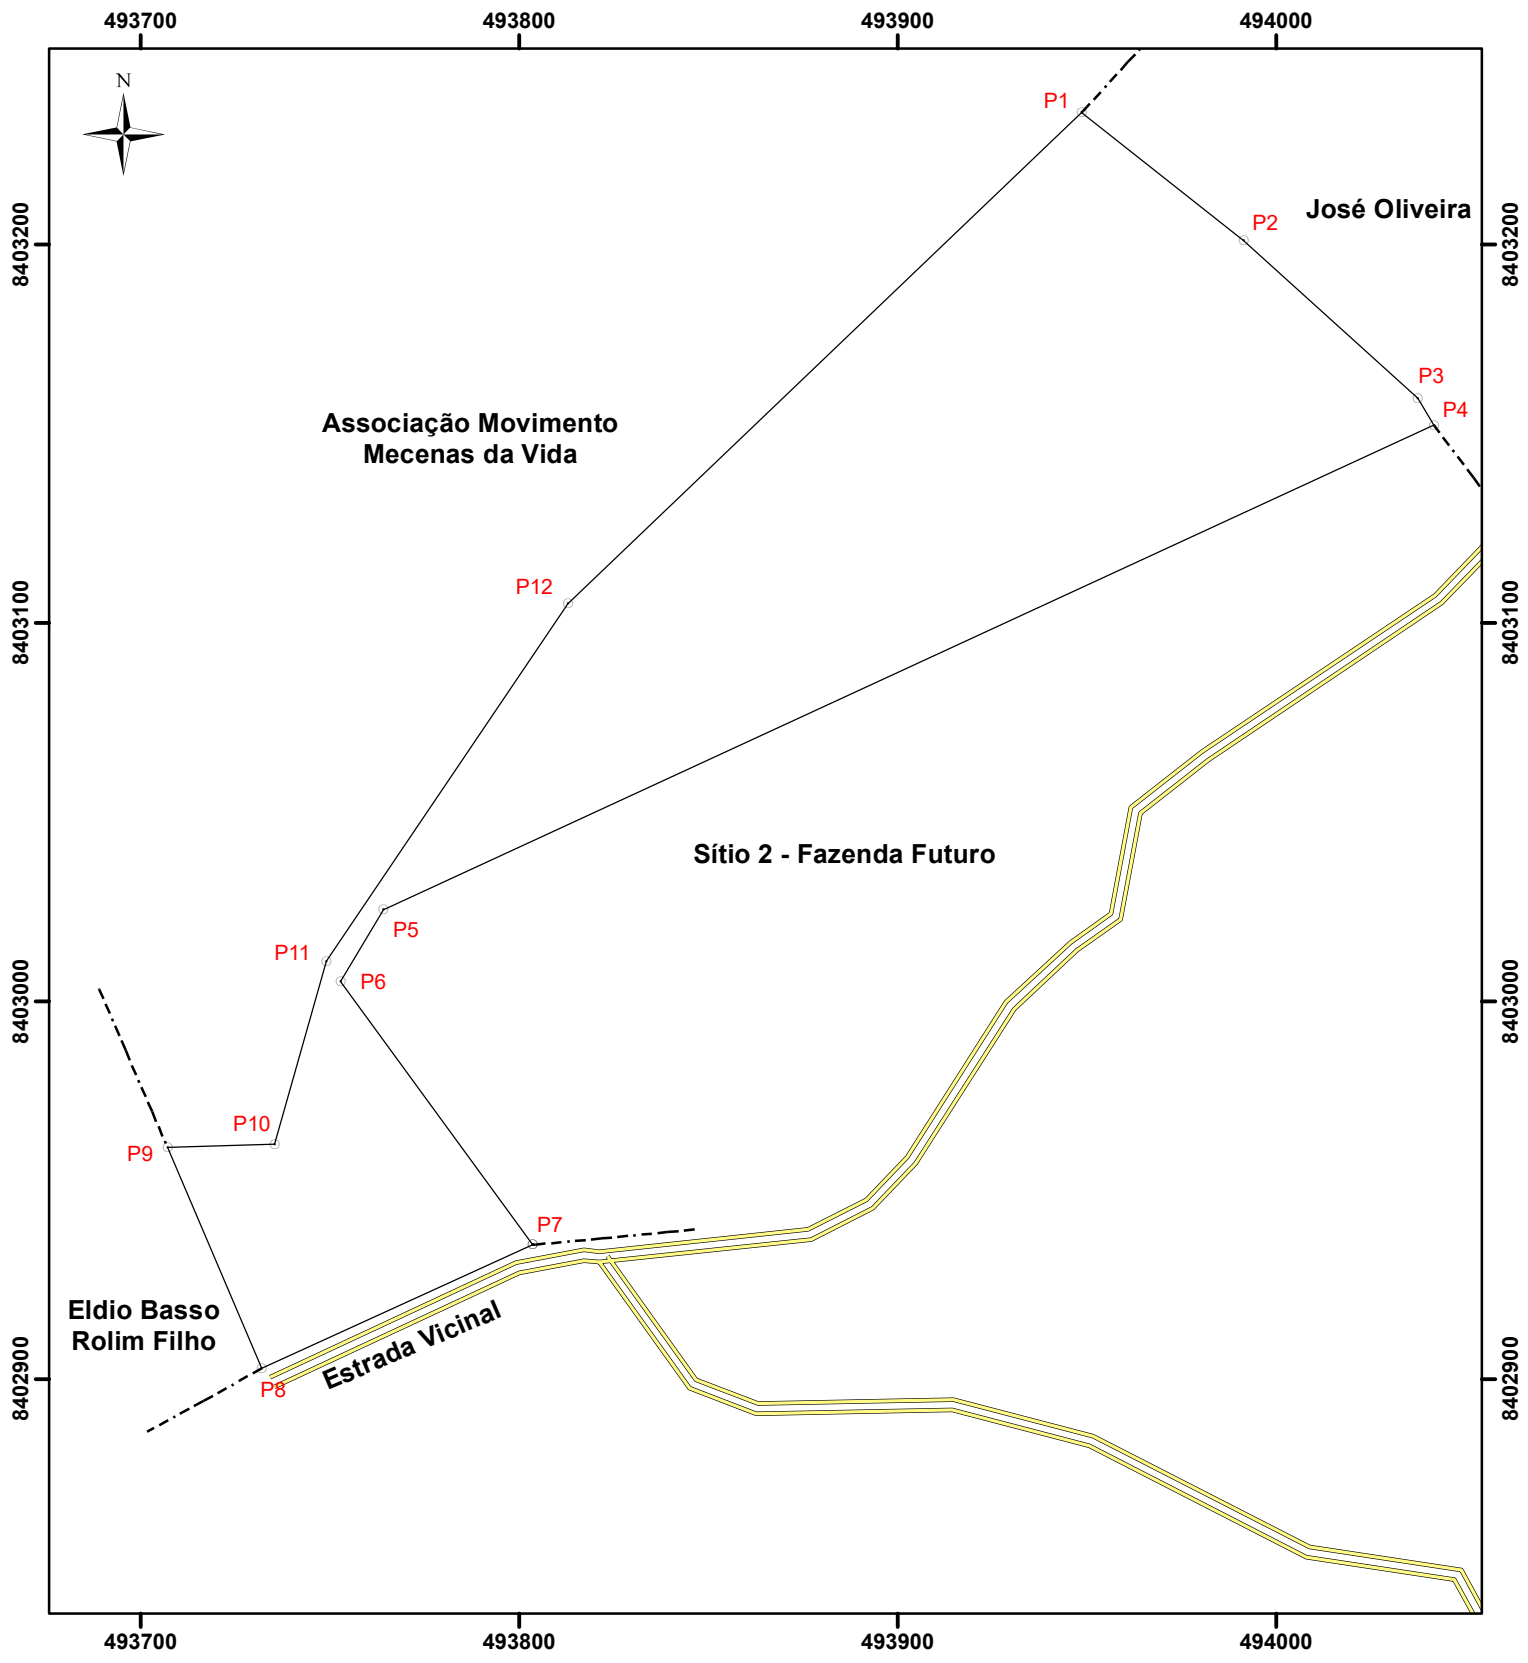 493700
493800
493900
494000
N
P1
José Oliveira
P2
8403200
8403200
P3
P4
Associação Movimento
Mecenas da Vida
P12
8403100
8403100
Sítio 2 - Fazenda Futuro
P5
P11
P6
8403000
8403000
P10
P9
P7
Eldio Basso
Rolim Filho
Estrada Vicinal
P8
8402900
8402900
493700
493800
493900
494000